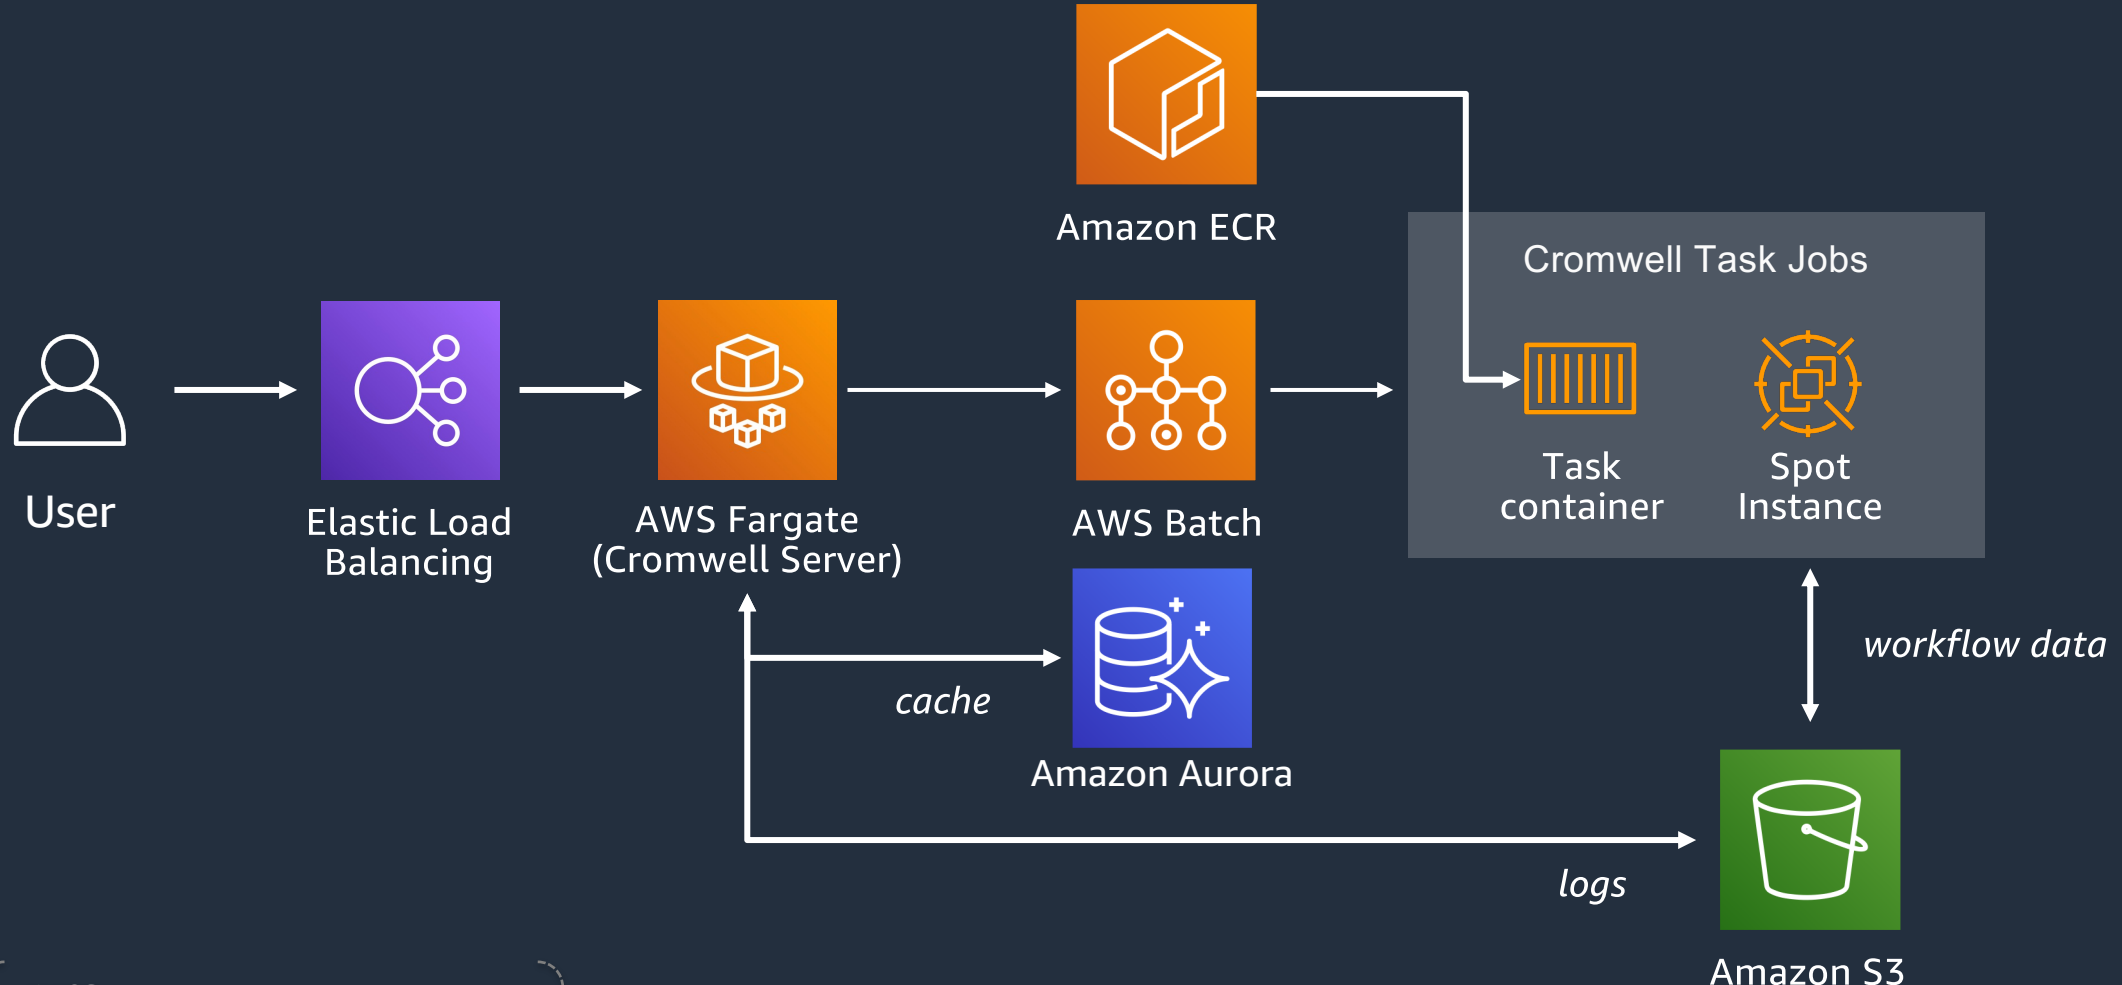 Amazon ECR
Cromwell Task Jobs
Task
container
Spot
Instance
User
Elastic Load
Balancing
AWS Fargate
(Cromwell Server)
AWS Batch
cache
Amazon Aurora
workflow data
logs
Amazon S3